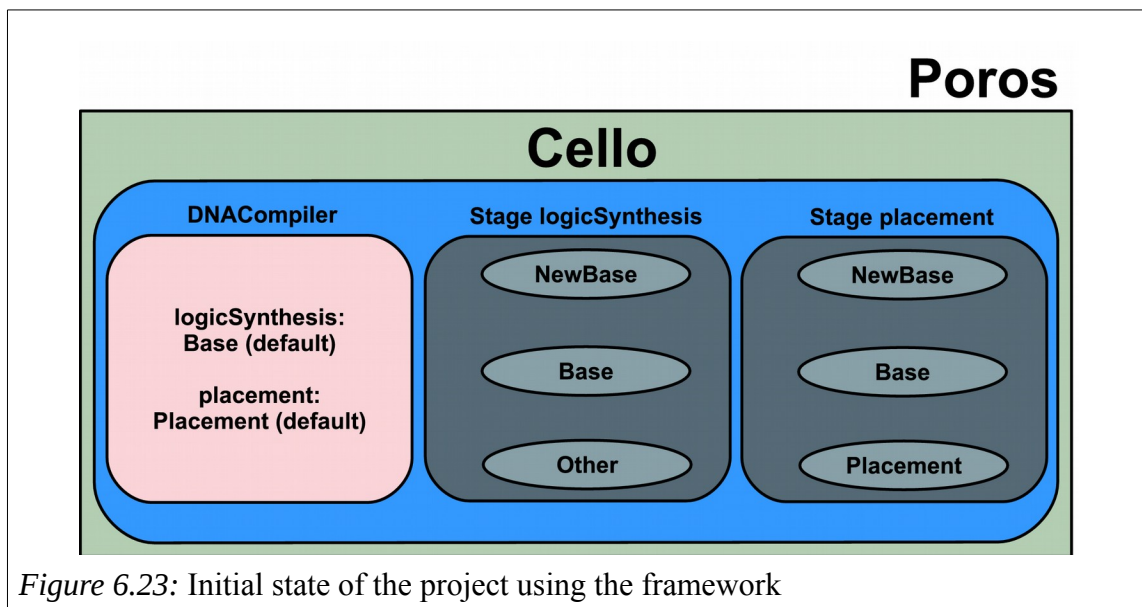 Poros
Cello
DNACompiler
logicSynthesis:
Base (default)
placement:
Placement (default)
Stage logicSynthesis
NewBase
Base
Other
Stage placement
NewBase
Base
Placement
Figure 6.23: Initial state of the project using the framework